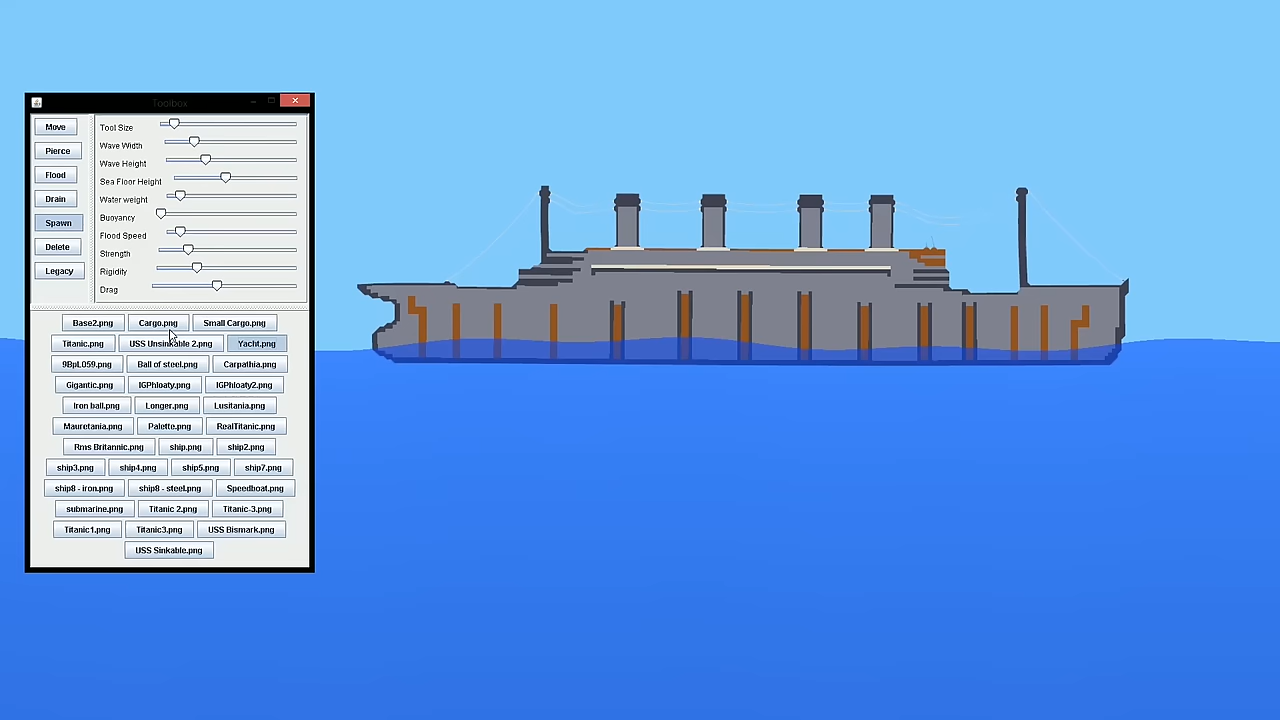 Toolbox
Move
Pierce
Flood
Drain
Spawn
Delete
Legacy
Tool Size
Wave Width
Wave Height
Sea Floor Height
Water weight
Buoyancy
Flood Speed
Strength
Rigidity
Drag
Base2.png Cargo.png Small Cargo.png
Titanic.png USS Unsinkable 2.png Yacht.png
9BpL059.png Ball of steel.png Carpathia.png
Gigantic.png IGPhloaty.png IGPhloaty2.png
Iron ball.png Longer.png Lusitania.png
Mauretania.png Palette.png RealTitanic.png
Rms Britannic.png ship.png ship2.png
ship3.png ship4.png ship5.png ship7.png
ship8 - iron.png ship8 - steel.png Speedboat.png
submarine.png Titanic 2.png Titanic-3.png
Titanic1.png Titanic3.png USS Bismark.png
USS Sinkable.png